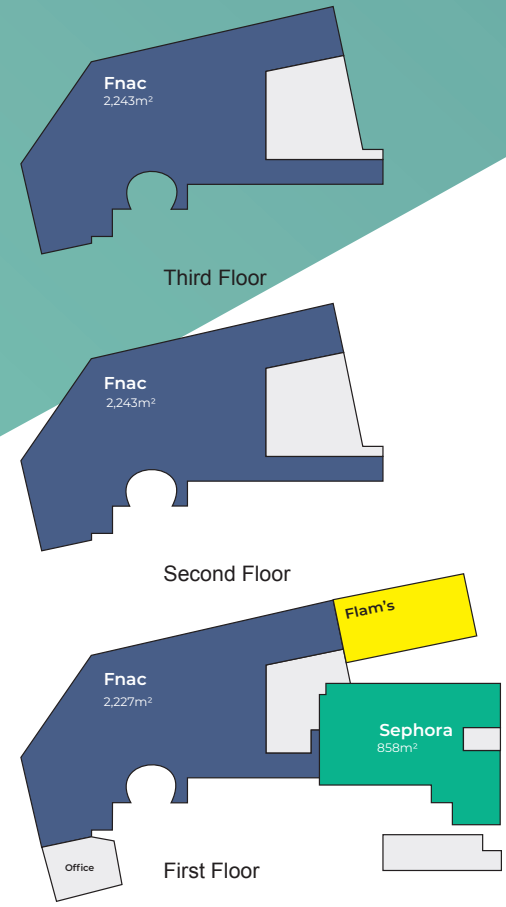 Fnac
2,243m²
Third Floor
Fnac
2,243m²
Second Floor
Flam's
Fnac
2,227m²
Sephora
858m²
Office
First Floor